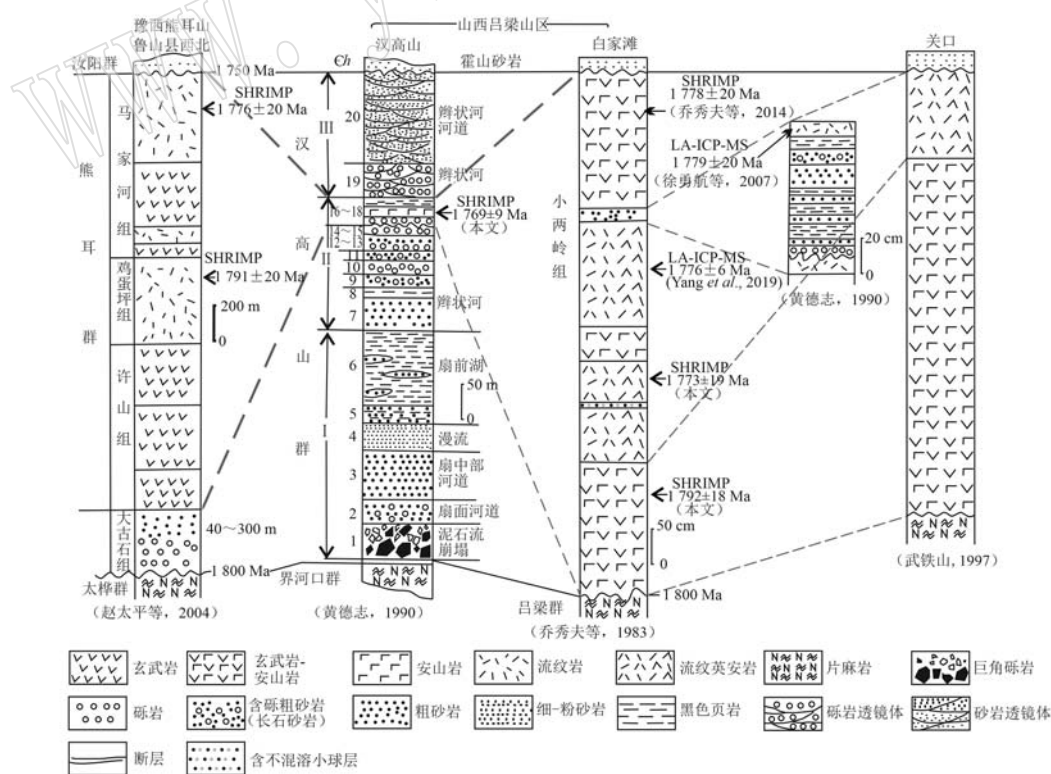 www.y
豫西熊耳山
鲁山县西北
山西吕梁山区
汉高山
白家滩
关口
汝阳群
1 750 Ma
Єh
霍山砂岩
SHRIMP
1 776±20 Ma
SHRIMP
1 791±20 Ma
200 m
0
熊耳群
马家河组
鸡蛋坪组
许山组
大古石组
40～300 m
太桦群
1 800 Ma
(赵太平等, 2004)
汉高山群
III
II
I
20
19
16～18
14～15
12～13
11
10
9
8
7
6
5
4
3
2
1
辫状河
河道
辫状河
SHRIMP
1 769±9 Ma
(本文)
辫状河
扇前湖
50 m
0
漫流
扇中部
河道
扇面河道
泥石流
崩塌
界河口群
(黄德志, 1990)
小两岭组
SHRIMP
1 778±20 Ma
(乔秀夫等, 2014)
LA-ICP-MS
1 779±20 Ma
(徐勇航等, 2007)
LA-ICP-MS
1 776±6 Ma
(Yang et al., 2019)
SHRIMP
1 773±19 Ma
(本文)
SHRIMP
1 792±18 Ma
(本文)
50 cm
0
1 800 Ma
吕梁群
(乔秀夫等, 1983)
20 cm
0
(黄德志, 1990)
(武铁山, 1997)
玄武岩
玄武岩-
安山岩
安山岩
流纹岩
流纹英安岩
片麻岩
巨角砾岩
砾岩
含砾粗砂岩
(长石砂岩)
粗砂岩
细-粉砂岩
黑色页岩
砾岩透镜体
砂岩透镜体
断层
含不混溶小球层